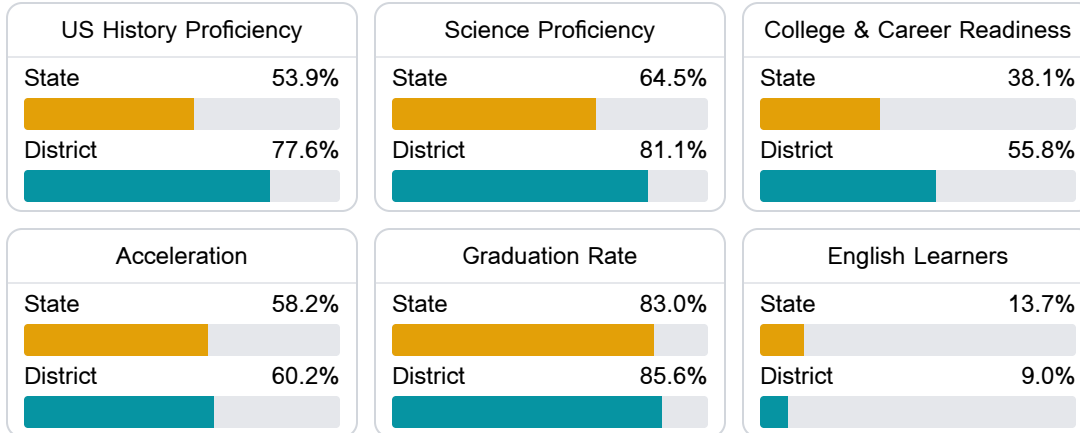 US History Proficiency
State 53.9%
District 77.6%
Science Proficiency
State 64.5%
District 81.1%
College & Career Readiness
State 38.1%
District 55.8%
Acceleration
State 58.2%
District 60.2%
Graduation Rate
State 83.0%
District 85.6%
English Learners
State 13.7%
District 9.0%